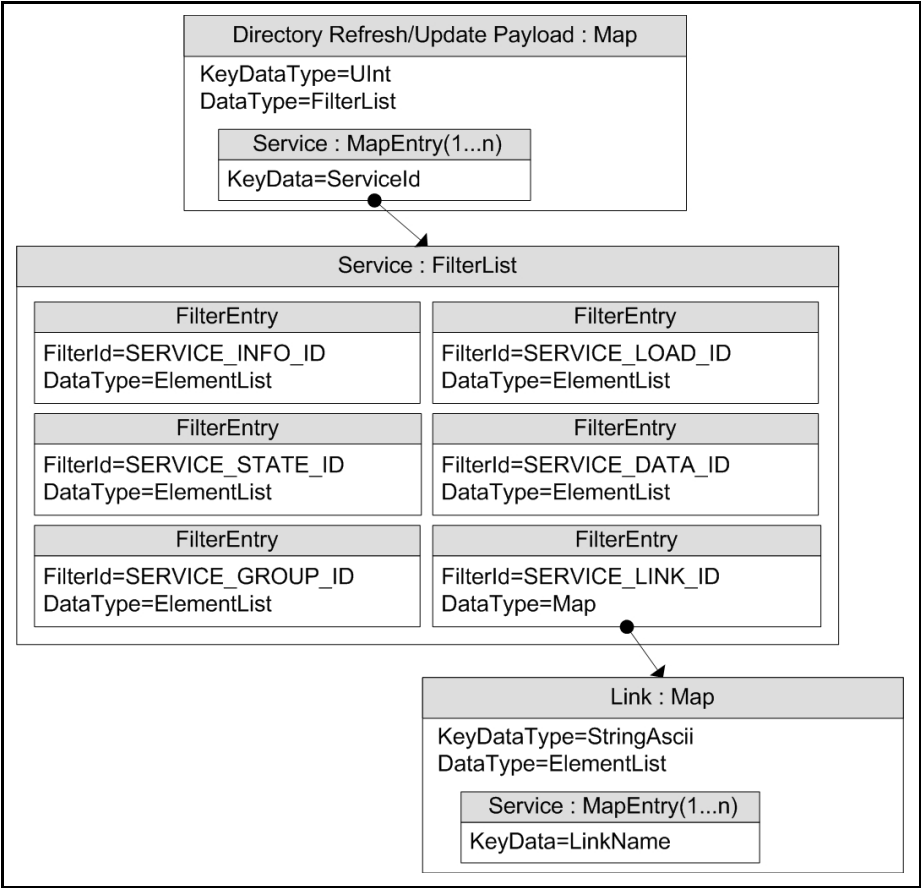 Directory Refresh/Update Payload : Map
KeyDataType=UInt
DataType=FilterList
Service : MapEntry(1...n)
KeyData=ServiceId
Service : FilterList
FilterEntry
FilterId=SERVICE_INFO_ID
DataType=ElementList
FilterEntry
FilterId=SERVICE_LOAD_ID
DataType=ElementList
FilterEntry
FilterId=SERVICE_STATE_ID
DataType=ElementList
FilterEntry
FilterId=SERVICE_DATA_ID
DataType=ElementList
FilterEntry
FilterId=SERVICE_GROUP_ID
DataType=ElementList
FilterEntry
FilterId=SERVICE_LINK_ID
DataType=Map
Link : Map
KeyDataType=StringAscii
DataType=ElementList
Service : MapEntry(1...n)
KeyData=LinkName